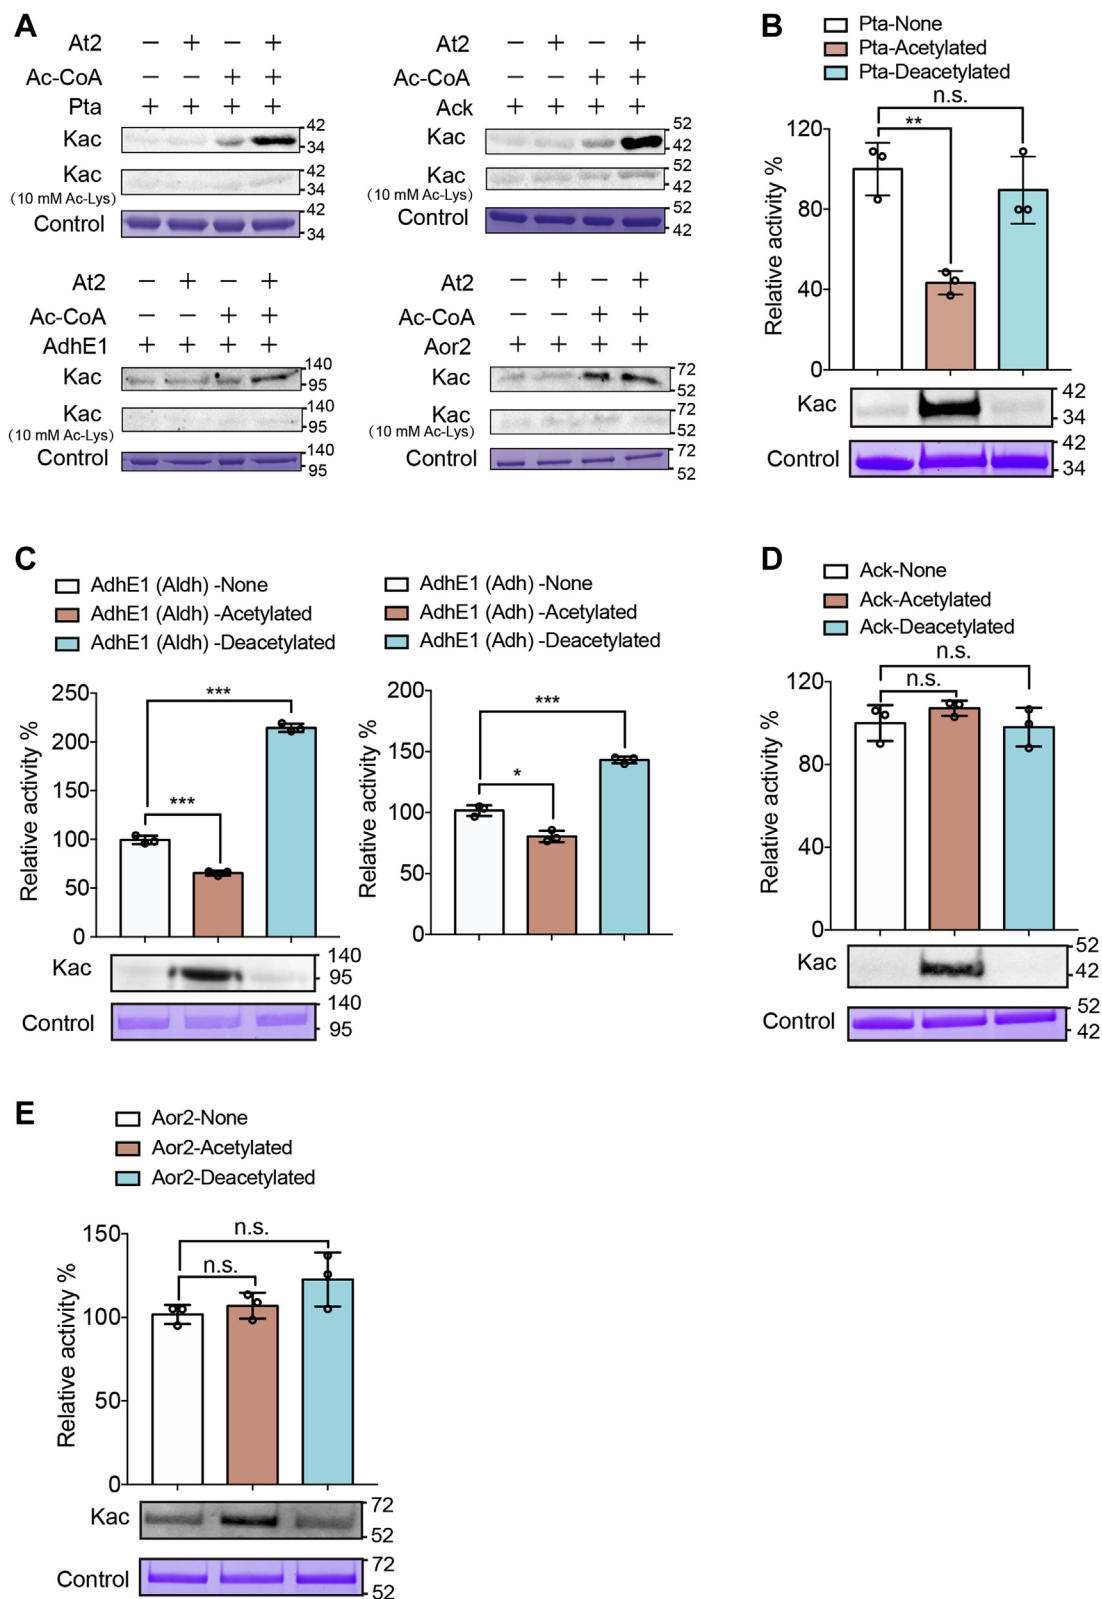 A
At2 − + − +
Ac-CoA − − + +
Pta + + + +
Kac 42 34
Kac 42
(10 mM Ac-Lys) 34
Control 42 34
At2 − + − +
Ac-CoA − − + +
Ack + + + +
Kac 52 42
Kac 52
(10 mM Ac-Lys) 42
Control 52 42
At2 − + − +
Ac-CoA − − + +
AdhE1 + + + +
Kac 140 95
Kac 140
(10 mM Ac-Lys) 95
Control 140 95
At2 − + − +
Ac-CoA − − + +
Aor2 + + + +
Kac 72 52
Kac 72
(10 mM Ac-Lys) 52
Control 72 52
B
Pta-None
Pta-Acetylated
Pta-Deacetylated
n.s.
**
Relative activity %
120
80
40
0
Kac 42 34
Control 42 34
C
AdhE1 (Aldh) -None
AdhE1 (Aldh) -Acetylated
AdhE1 (Aldh) -Deacetylated
***
***
Relative activity %
250
200
150
100
50
0
Kac 140 95
Control 140 95
AdhE1 (Adh) -None
AdhE1 (Adh) -Acetylated
AdhE1 (Adh) -Deacetylated
***
*
Relative activity %
200
150
100
50
0
D
Ack-None
Ack-Acetylated
Ack-Deacetylated
n.s.
n.s.
Relative activity %
120
80
40
0
Kac 52 42
Control 52 42
E
Aor2-None
Aor2-Acetylated
Aor2-Deacetylated
n.s.
n.s.
Relative activity %
150
100
50
0
Kac 72 52
Control 72 52